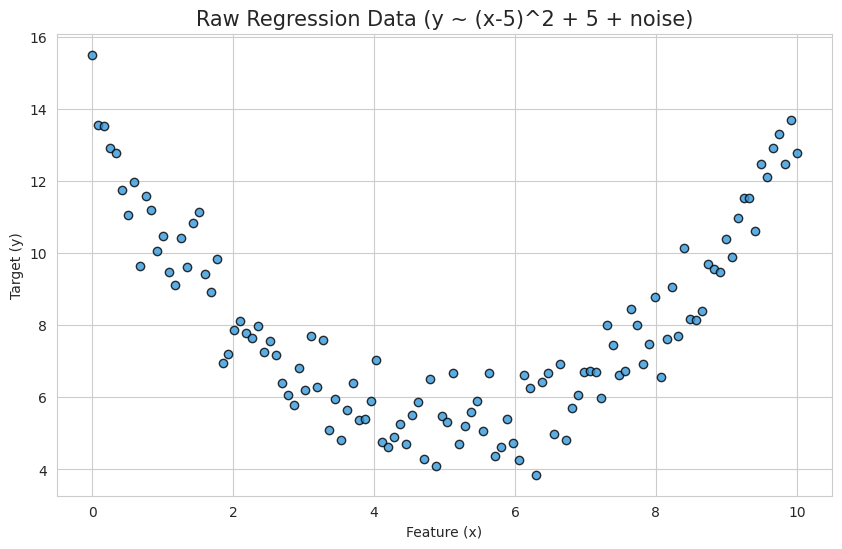 Raw Regression Data (y ~ (x-5)^2 + 5 + noise)
16
14
12
10
8
6
4
Target (y)
0 2 4 6 8 10
Feature (x)